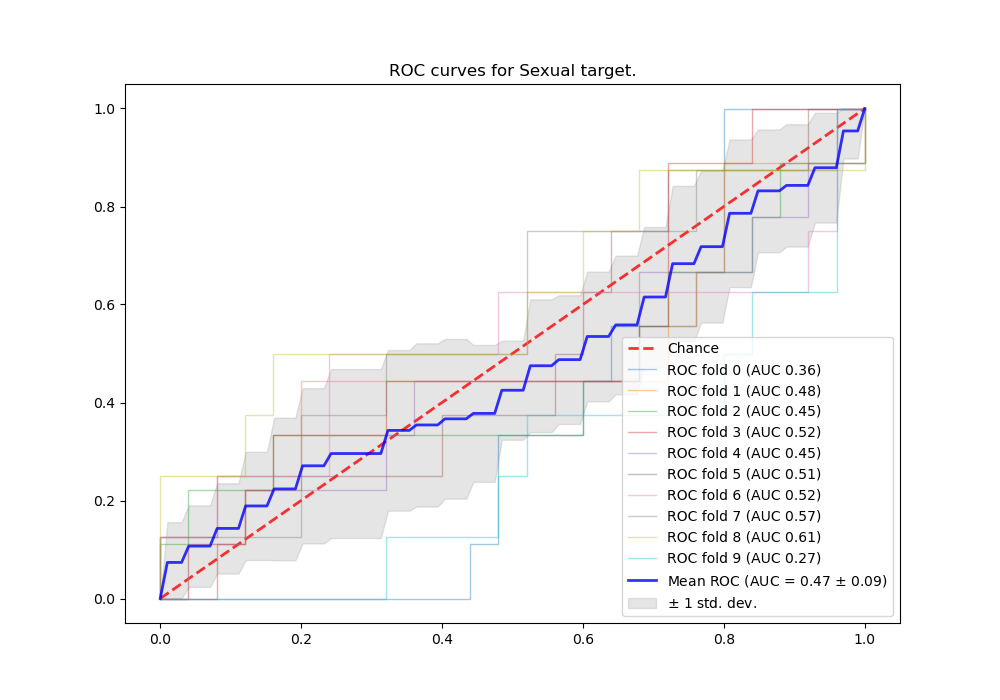 ROC curves for Sexual target.
1.0
0.8
0.6
0.4
0.2
0.0
0.0 0.2 0.4 0.6 0.8 1.0
Chance
ROC fold 0 (AUC 0.36)
ROC fold 1 (AUC 0.48)
ROC fold 2 (AUC 0.45)
ROC fold 3 (AUC 0.52)
ROC fold 4 (AUC 0.45)
ROC fold 5 (AUC 0.51)
ROC fold 6 (AUC 0.52)
ROC fold 7 (AUC 0.57)
ROC fold 8 (AUC 0.61)
ROC fold 9 (AUC 0.27)
Mean ROC (AUC = 0.47 ± 0.09)
± 1 std. dev.